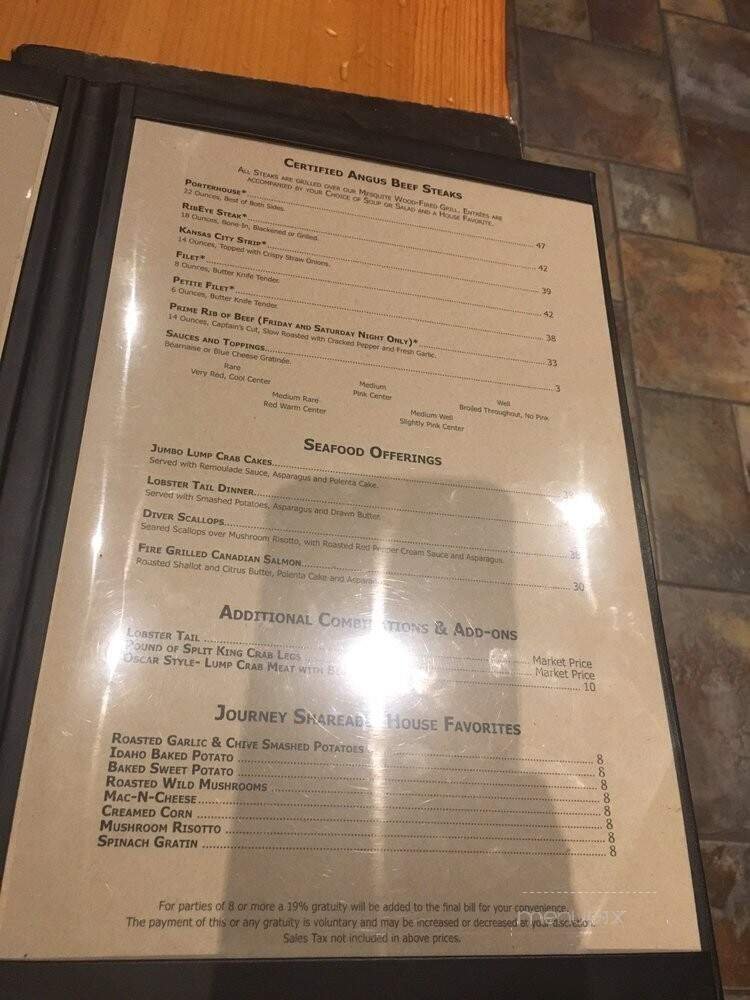 Certified Angus Beef Steaks
All Steaks are grilled over our Mesquite Wood-Fired Grill. Entrées are
accompanied by your Choice of Soup or Salad and a House Favorite.
Porterhouse* 47
22 Ounces, Best of Both Sides.
RibEye Steak* 42
18 Ounces, Bone-In, Blackened or Grilled.
Kansas City Strip* 39
14 Ounces, Topped with Crispy Straw Onions.
Filet* 42
8 Ounces, Butter Knife Tender.
Petite Filet* 38
6 Ounces, Butter Knife Tender.
Prime Rib of Beef (Friday and Saturday Night Only)* 33
14 Ounces, Captain's Cut, Slow Roasted with Cracked Pepper and Fresh Garlic.
Sauces and Toppings 3
Béarnaise or Blue Cheese Gratinée.
Rare Medium Well
Very Red, Cool Center Pink Center Broiled Throughout, No Pink
Medium Rare Medium Well
Red Warm Center Slightly Pink Center
Seafood Offerings
Jumbo Lump Crab Cakes
Served with Remoulade Sauce, Asparagus and Polenta Cake.
Lobster Tail Dinner
Served with Smashed Potatoes, Asparagus and Drawn Butter.
Diver Scallops
Seared Scallops over Mushroom Risotto, with Roasted Red Pepper Cream Sauce and Asparagus.
Fire Grilled Canadian Salmon 30
Roasted Shallot and Citrus Butter, Polenta Cake and Asparagus
Additional Combinations & Add-ons
Lobster Tail Market Price
Pound of Split King Crab Legs Market Price
Oscar Style- Lump Crab Meat with 10
Journey Shareable House Favorites
Roasted Garlic & Chive Smashed Potatoes 8
Idaho Baked Potato 8
Baked Sweet Potato 8
Roasted Wild Mushrooms 8
Mac-N-Cheese 8
Creamed Corn 8
Mushroom Risotto 8
Spinach Gratin 8
For parties of 8 or more a 19% gratuity will be added to the final bill for your convenience.
The payment of this or any gratuity is voluntary and may be increased or decreased at your discretion.
Sales Tax not included in above prices.